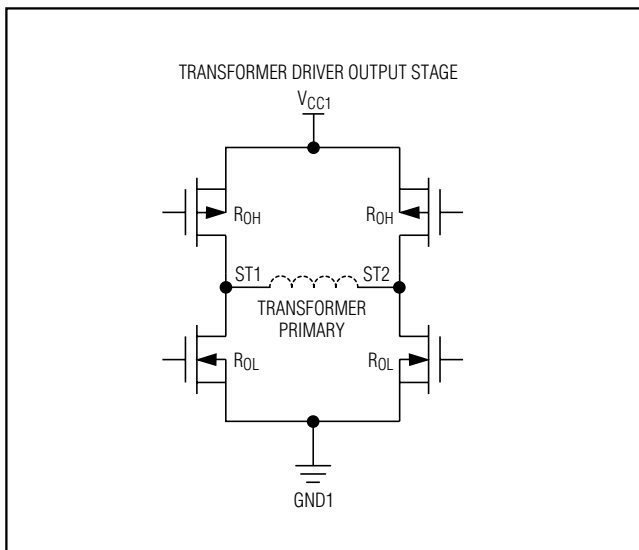 TRANSFORMER DRIVER OUTPUT STAGE
VCC1
ROH ROH
ST1 ST2
TRANSFORMER
PRIMARY
ROL ROL
GND1